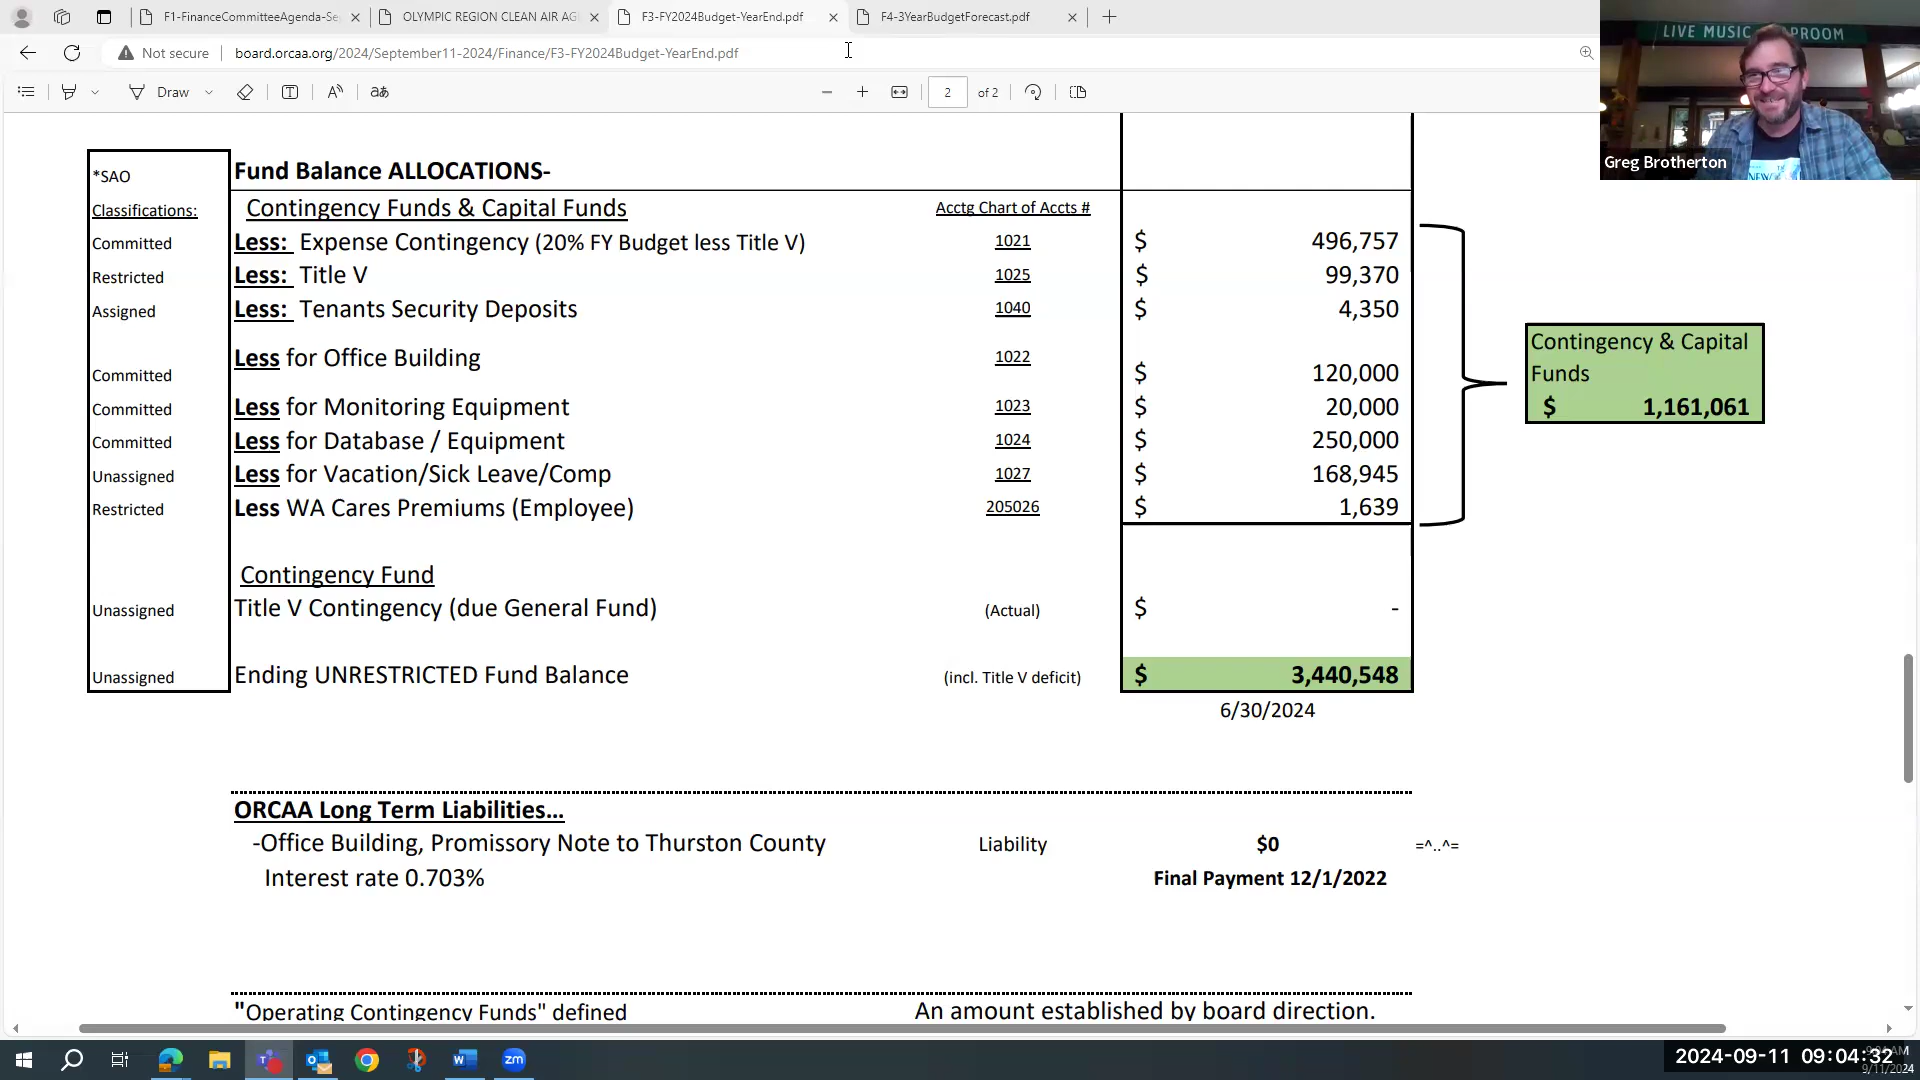 F1-FinanceCommitteeAgenda-Se
OLYMPIC REGION CLEAN AIR AG
F3-FY2024Budget-YearEnd.pdf
F4-3YearBudgetForecast.pdf
Not secure
board.orcaa.org/2024/September11-2024/Finance/F3-FY2024Budget-YearEnd.pdf
Draw
2
of 2
LIVE MUSIC
Greg Brotherton
*SAO
Fund Balance ALLOCATIONS-
Classifications:
Contingency Funds & Capital Funds
Acctg Chart of Accts #
Committed Less: Expense Contingency (20% FY Budget less Title V) 1021 $ 496,757
Restricted Less: Title V 1025 $ 99,370
Assigned Less: Tenants Security Deposits 1040 $ 4,350
Committed Less for Office Building 1022 $ 120,000
Committed Less for Monitoring Equipment 1023 $ 20,000
Committed Less for Database / Equipment 1024 $ 250,000
Unassigned Less for Vacation/Sick Leave/Comp 1027 $ 168,945
Restricted Less WA Cares Premiums (Employee) 205026 $ 1,639
Contingency & Capital
Funds
$ 1,161,061
Contingency Fund
Unassigned Title V Contingency (due General Fund) (Actual) $ -
Unassigned Ending UNRESTRICTED Fund Balance (incl. Title V deficit) $ 3,440,548
6/30/2024
ORCAA Long Term Liabilities...
-Office Building, Promissory Note to Thurston County Liability $0 =^..^=
Interest rate 0.703% Final Payment 12/1/2022
"Operating Contingency Funds" defined An amount established by board direction.
2024-09-11 09:04:32
9/11/2024